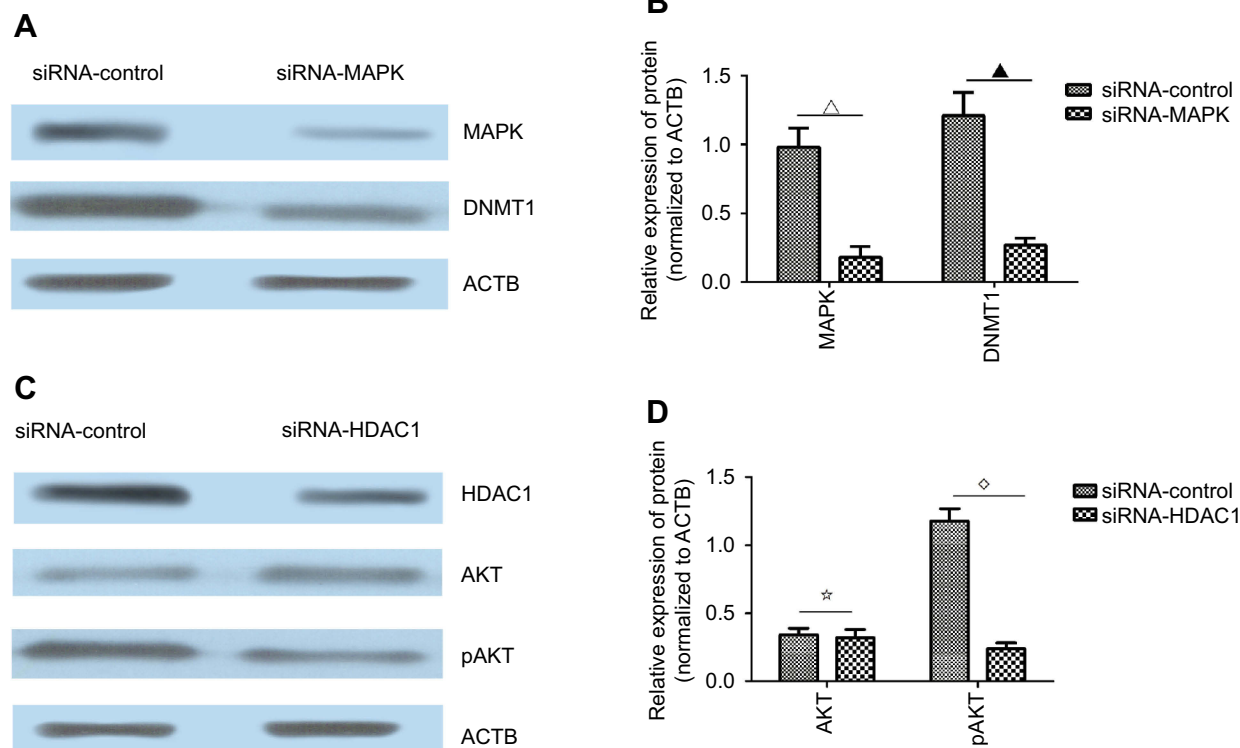 A
siRNA-control siRNA-MAPK
MAPK
DNMT1
ACTB
B
Relative expression of protein
(normalized to ACTB)
1.5
1.0
0.5
0.0
MAPK
DNMT1
siRNA-control
siRNA-MAPK
C
siRNA-control siRNA-HDAC1
HDAC1
AKT
pAKT
ACTB
D
Relative expression of protein
(normalized to ACTB)
1.5
1.0
0.5
0.0
AKT
pAKT
siRNA-control
siRNA-HDAC1